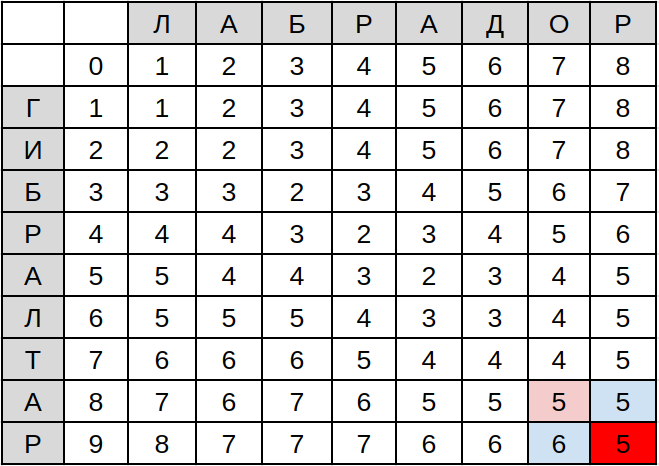 Л А Б Р А Д О Р
0 1 2 3 4 5 6 7 8
Г 1 1 2 3 4 5 6 7 8
И 2 2 2 3 4 5 6 7 8
Б 3 3 3 2 3 4 5 6 7
Р 4 4 4 3 2 3 4 5 6
А 5 5 4 4 3 2 3 4 5
Л 6 5 5 5 4 3 3 4 5
Т 7 6 6 6 5 4 4 4 5
А 8 7 6 7 6 5 5 5 5
Р 9 8 7 7 7 6 6 6 5